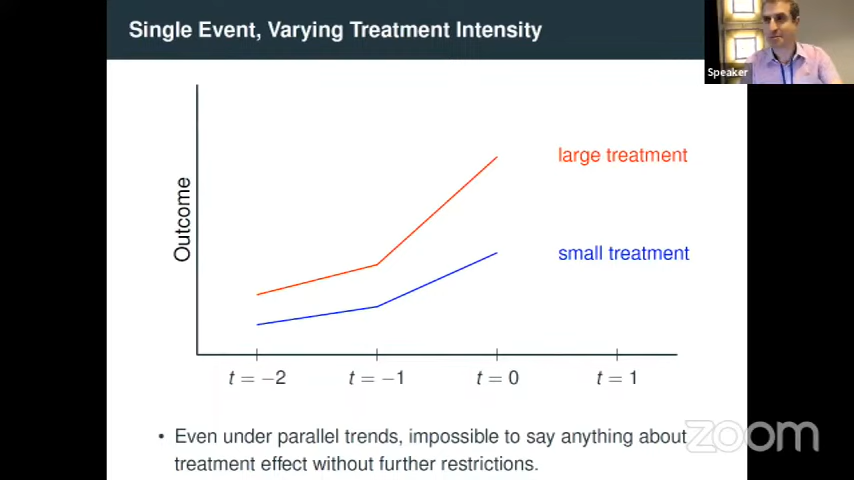 Single Event, Varying Treatment Intensity
Speaker
Outcome
large treatment
small treatment
t = −2
t = −1
t = 0
t = 1
• Even under parallel trends, impossible to say anything about
treatment effect without further restrictions.
zoom